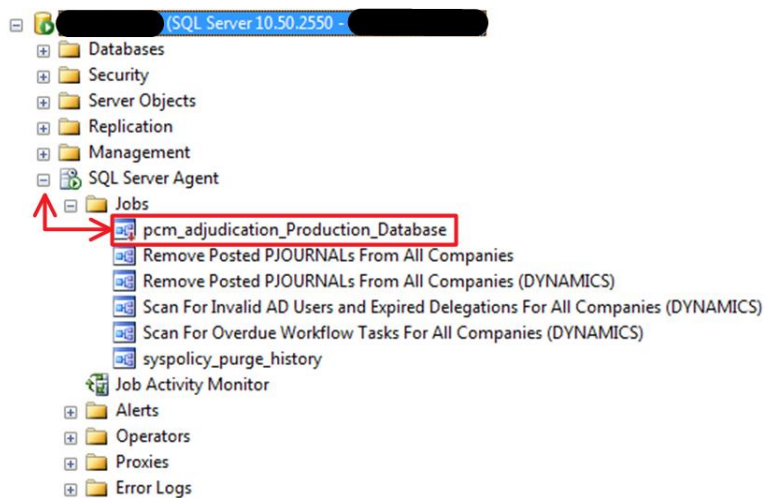 (SQL Server 10.50.2550 -
Databases
Security
Server Objects
Replication
Management
SQL Server Agent
Jobs
pcm_adjudication_Production_Database
Remove Posted PJOURNALs From All Companies
Remove Posted PJOURNALs From All Companies (DYNAMICS)
Scan For Invalid AD Users and Expired Delegations For All Companies (DYNAMICS)
Scan For Overdue Workflow Tasks For All Companies (DYNAMICS)
syspolicy_purge_history
Job Activity Monitor
Alerts
Operators
Proxies
Error Logs